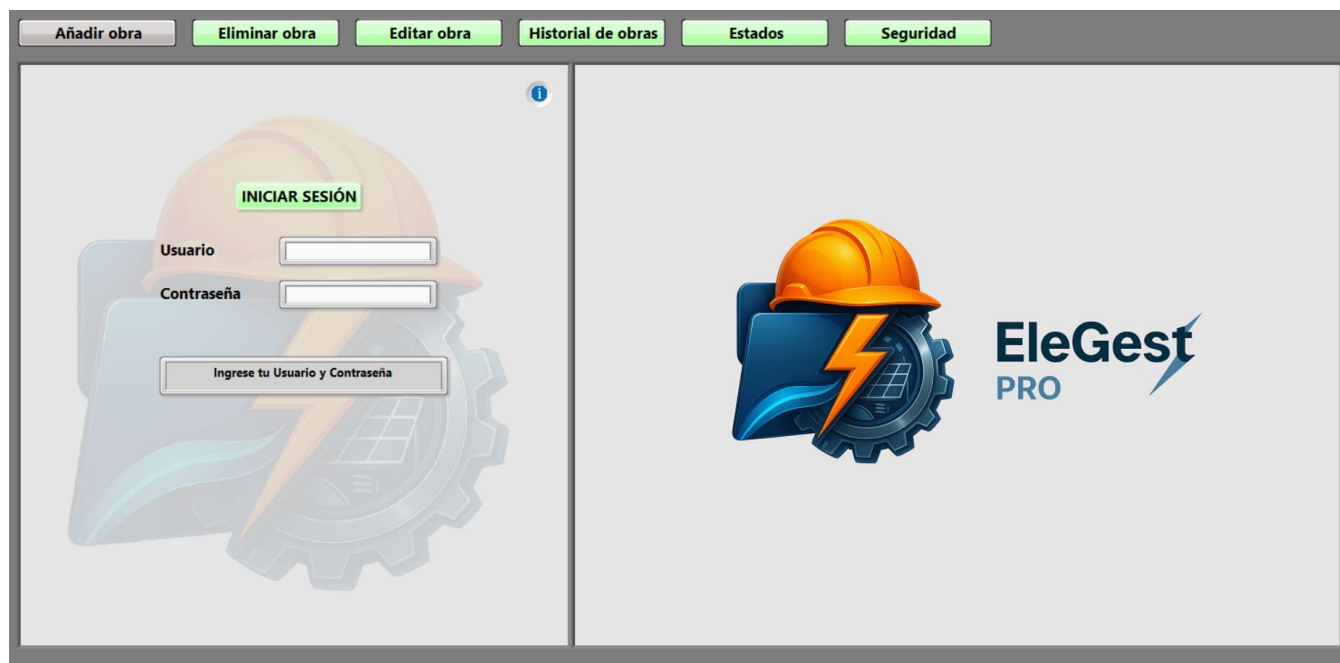 Añadir obra Eliminar obra Editar obra Historial de obras Estados Seguridad
i
INICIAR SESIÓN
Usuario
Contraseña
Ingrese tu Usuario y Contraseña
EleGest
PRO